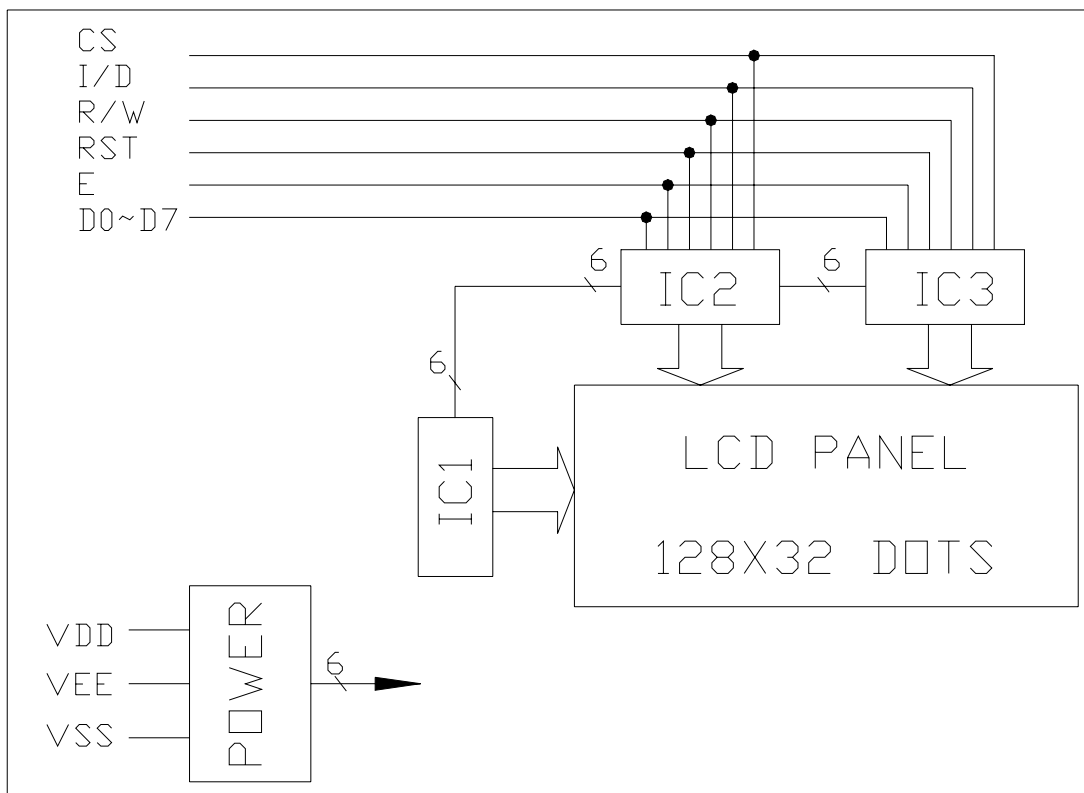 CS
I/D
R/W
RST
E
D0~D7
6
IC2
6
IC3
6
IC1
LCD PANEL
128X32 DOTS
VDD
VEE
VSS
POWER
6